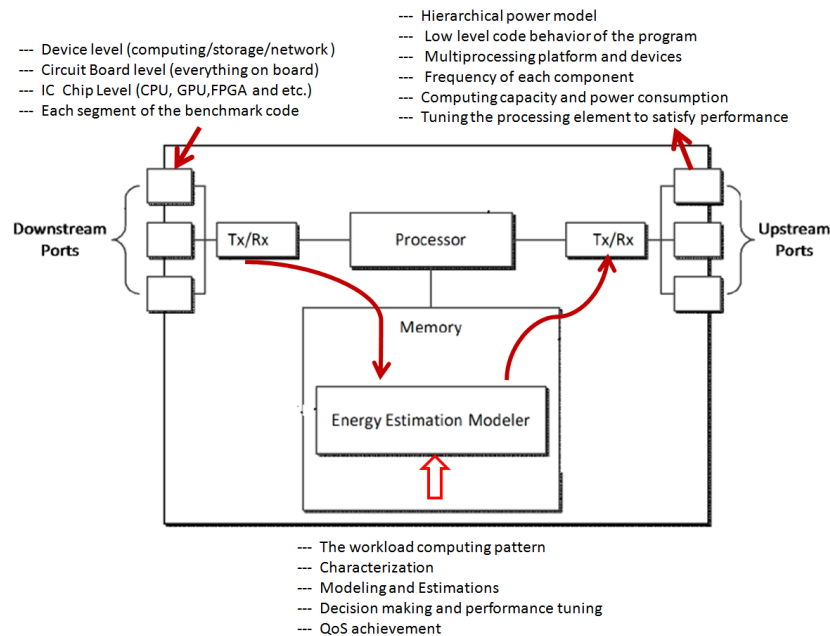 --- Hierarchical power model
--- Low level code behavior of the program
--- Multiprocessing platform and devices
--- Frequency of each component
--- Computing capacity and power consumption
--- Tuning the processing element to satisfy performance
--- Device level (computing/storage/network )
--- Circuit Board level (everything on board)
--- IC Chip Level (CPU, GPU,FPGA and etc.)
--- Each segment of the benchmark code
Downstream
Ports
Tx/Rx
Processor
Tx/Rx
Upstream
Ports
Memory
Energy Estimation Modeler
--- The workload computing pattern
--- Characterization
--- Modeling and Estimations
--- Decision making and performance tuning
--- QoS achievement